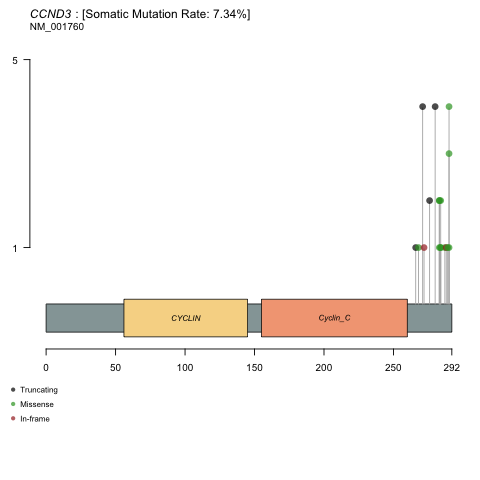 CCND3 : [Somatic Mutation Rate: 7.34%]
NM_001760
5
1
CYCLIN
Cyclin_C
0 50 100 150 200 250 292
Truncating
Missense
In-frame